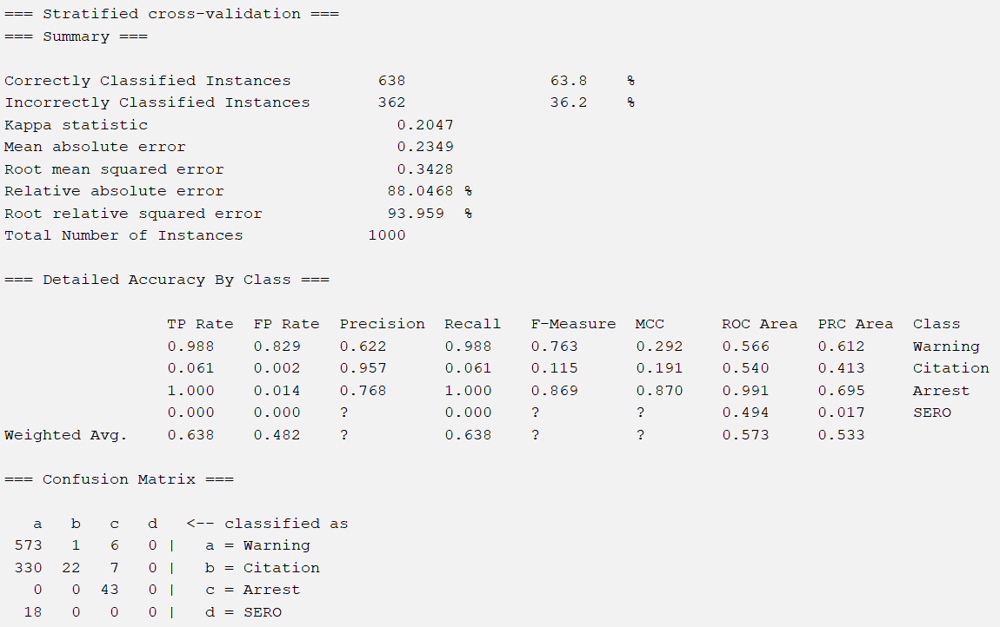 === Stratified cross-validation ===
=== Summary ===
Correctly Classified Instances 638 63.8 %
Incorrectly Classified Instances 362 36.2 %
Kappa statistic 0.2047
Mean absolute error 0.2349
Root mean squared error 0.3428
Relative absolute error 88.0468 %
Root relative squared error 93.959 %
Total Number of Instances 1000
=== Detailed Accuracy By Class ===
TP Rate FP Rate Precision Recall F-Measure MCC ROC Area PRC Area Class
0.988 0.829 0.622 0.988 0.763 0.292 0.566 0.612 Warning
0.061 0.002 0.957 0.061 0.115 0.191 0.540 0.413 Citation
1.000 0.014 0.768 1.000 0.869 0.870 0.991 0.695 Arrest
0.000 0.000 ? 0.000 ? ? 0.494 0.017 SERO
Weighted Avg. 0.638 0.482 ? 0.638 ? ? 0.573 0.533
=== Confusion Matrix ===
a b c d <-- classified as
573 1 6 0 | a = Warning
330 22 7 0 | b = Citation
0 0 43 0 | c = Arrest
18 0 0 0 | d = SERO